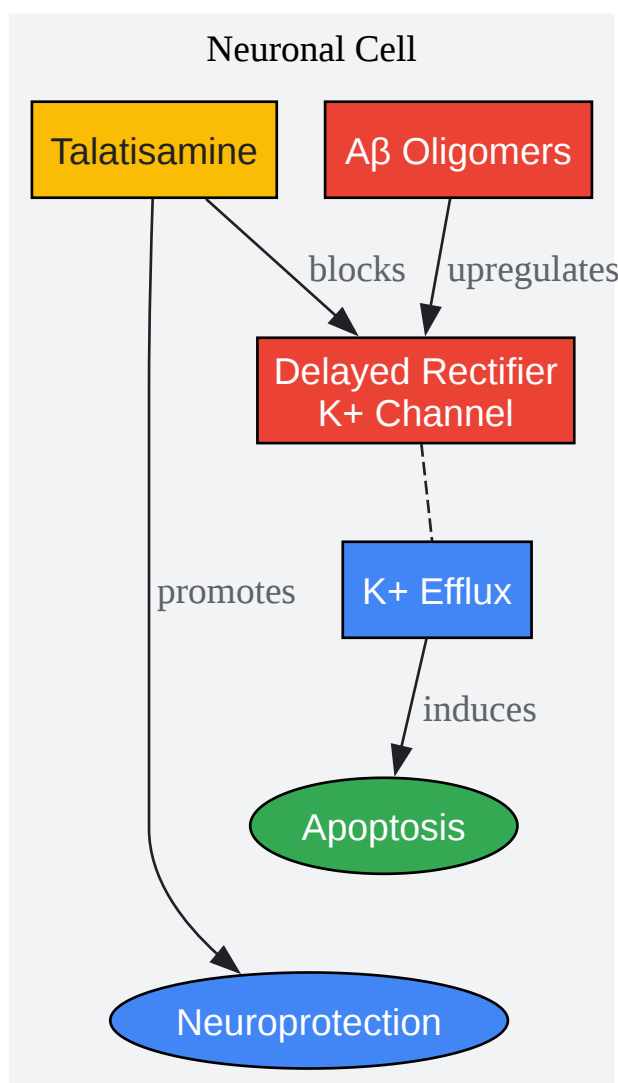 Neuronal Cell
Talatisamine
Aβ Oligomers
blocks
upregulates
Delayed Rectifier
K+ Channel
promotes
K+ Efflux
induces
Apoptosis
Neuroprotection